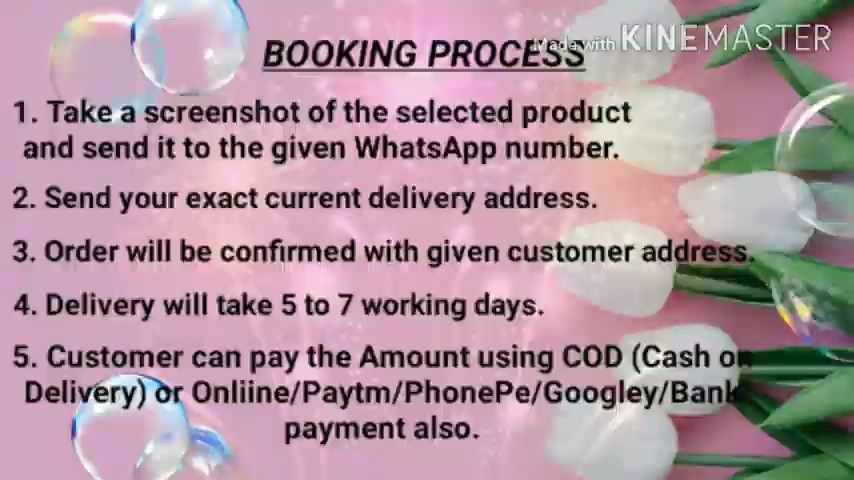 BOOKING PROCESS
Made with KINEMASTER
1. Take a screenshot of the selected product
and send it to the given WhatsApp number.
2. Send your exact current delivery address.
3. Order will be confirmed with given customer address.
4. Delivery will take 5 to 7 working days.
5. Customer can pay the Amount using COD (Cash on
Delivery) or Onliine/Paytm/PhonePe/Googley/Bank
payment also.